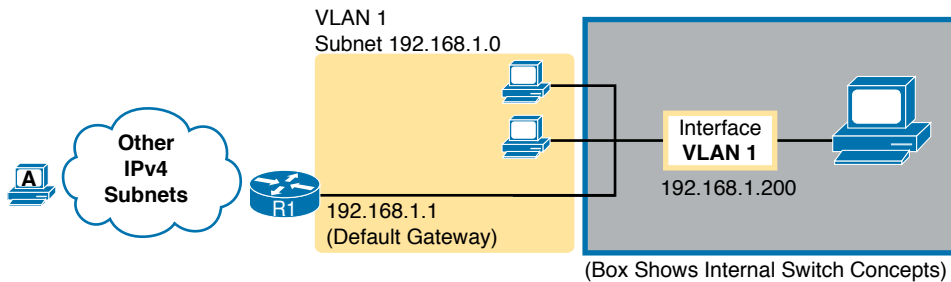 VLAN 1
Subnet 192.168.1.0
Other
IPv4
Subnets
A
R1
192.168.1.1
(Default Gateway)
Interface
VLAN 1
192.168.1.200
(Box Shows Internal Switch Concepts)